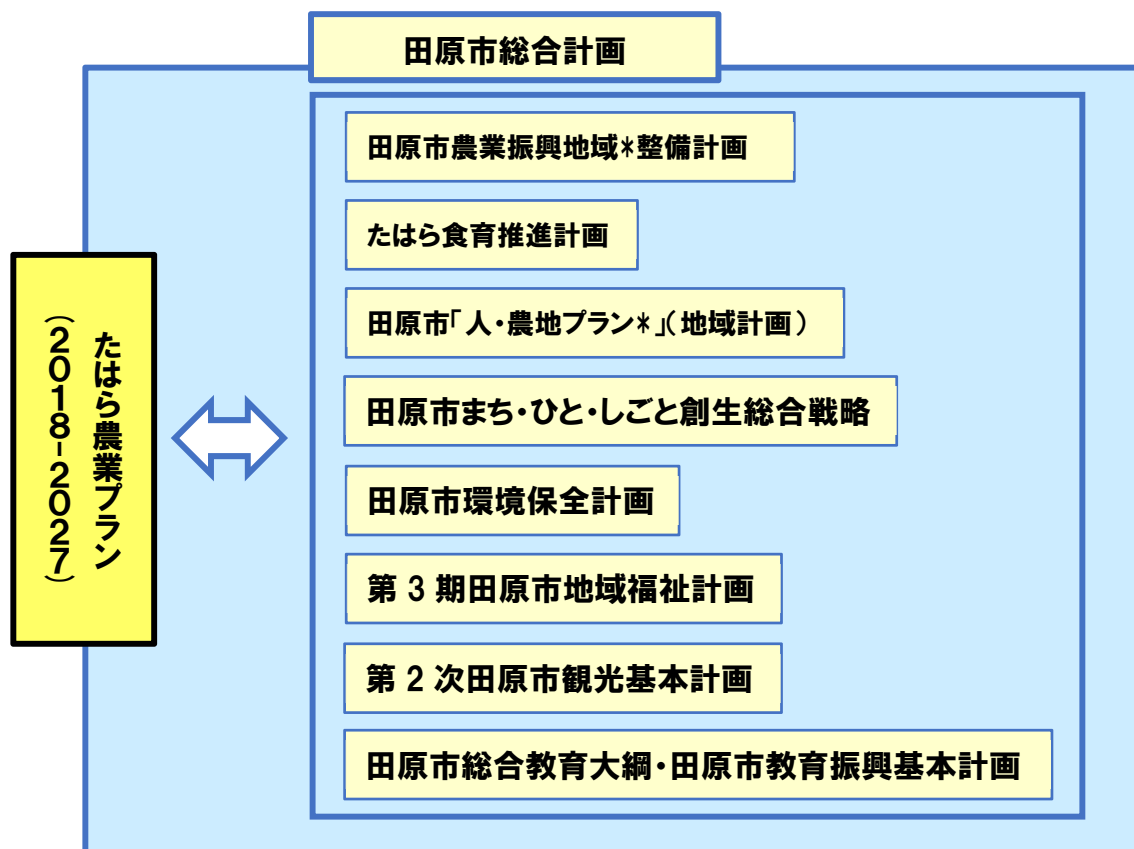 田原市総合計画
田原市農業振興地域*整備計画
たはら食育推進計画
田原市「人・農地プラン*」(地域計画)
田原市まち・ひと・しごと創生総合戦略
田原市環境保全計画
第3期田原市地域福祉計画
第2次田原市観光基本計画
田原市総合教育大綱・田原市教育振興基本計画
たはら農業プラン
(2018-2027)